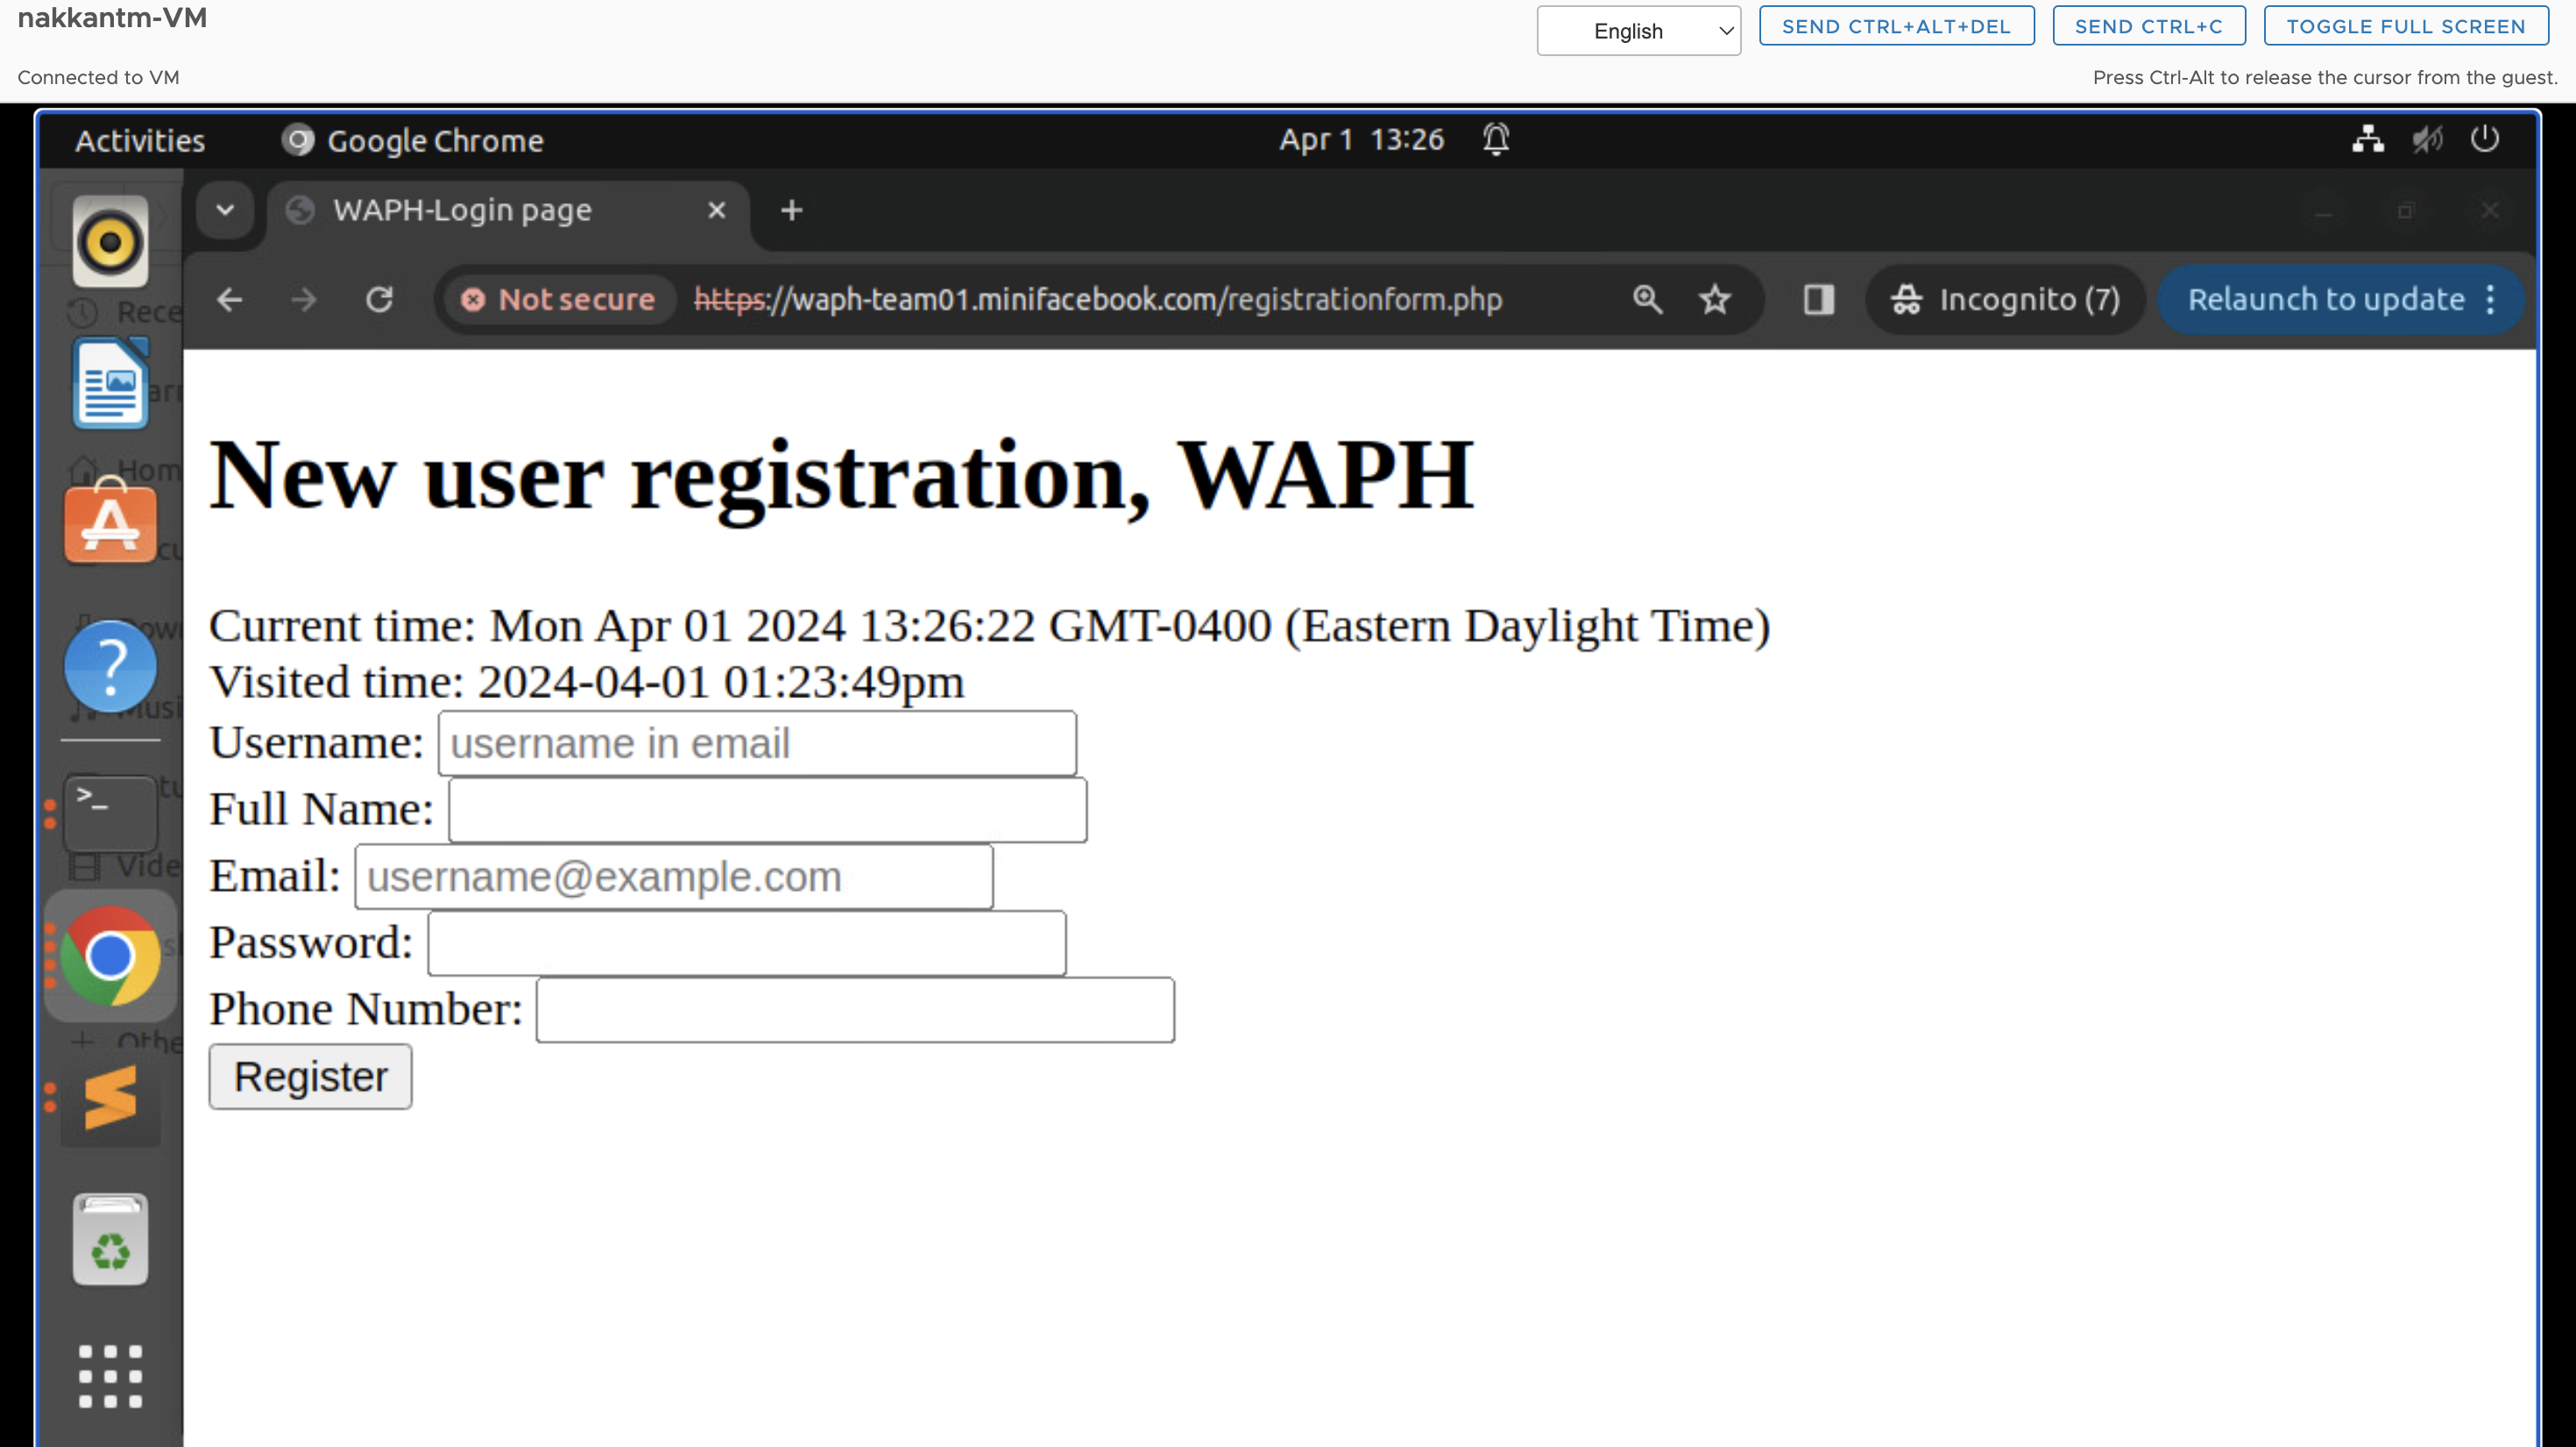 nakkantm-VM
English
SEND CTRL+ALT+DEL
SEND CTRL+C
TOGGLE FULL SCREEN
Connected to VM
Press Ctrl-Alt to release the cursor from the guest.
Activities
Google Chrome
Apr 1 13:26
WAPH-Login page
Not secure
https://waph-team01.minifacebook.com/registrationform.php
Incognito (7)
Relaunch to update
New user registration, WAPH
Current time: Mon Apr 01 2024 13:26:22 GMT-0400 (Eastern Daylight Time)
Visited time: 2024-04-01 01:23:49pm
Username: username in email
Full Name:
Email: username@example.com
Password:
Phone Number:
Register